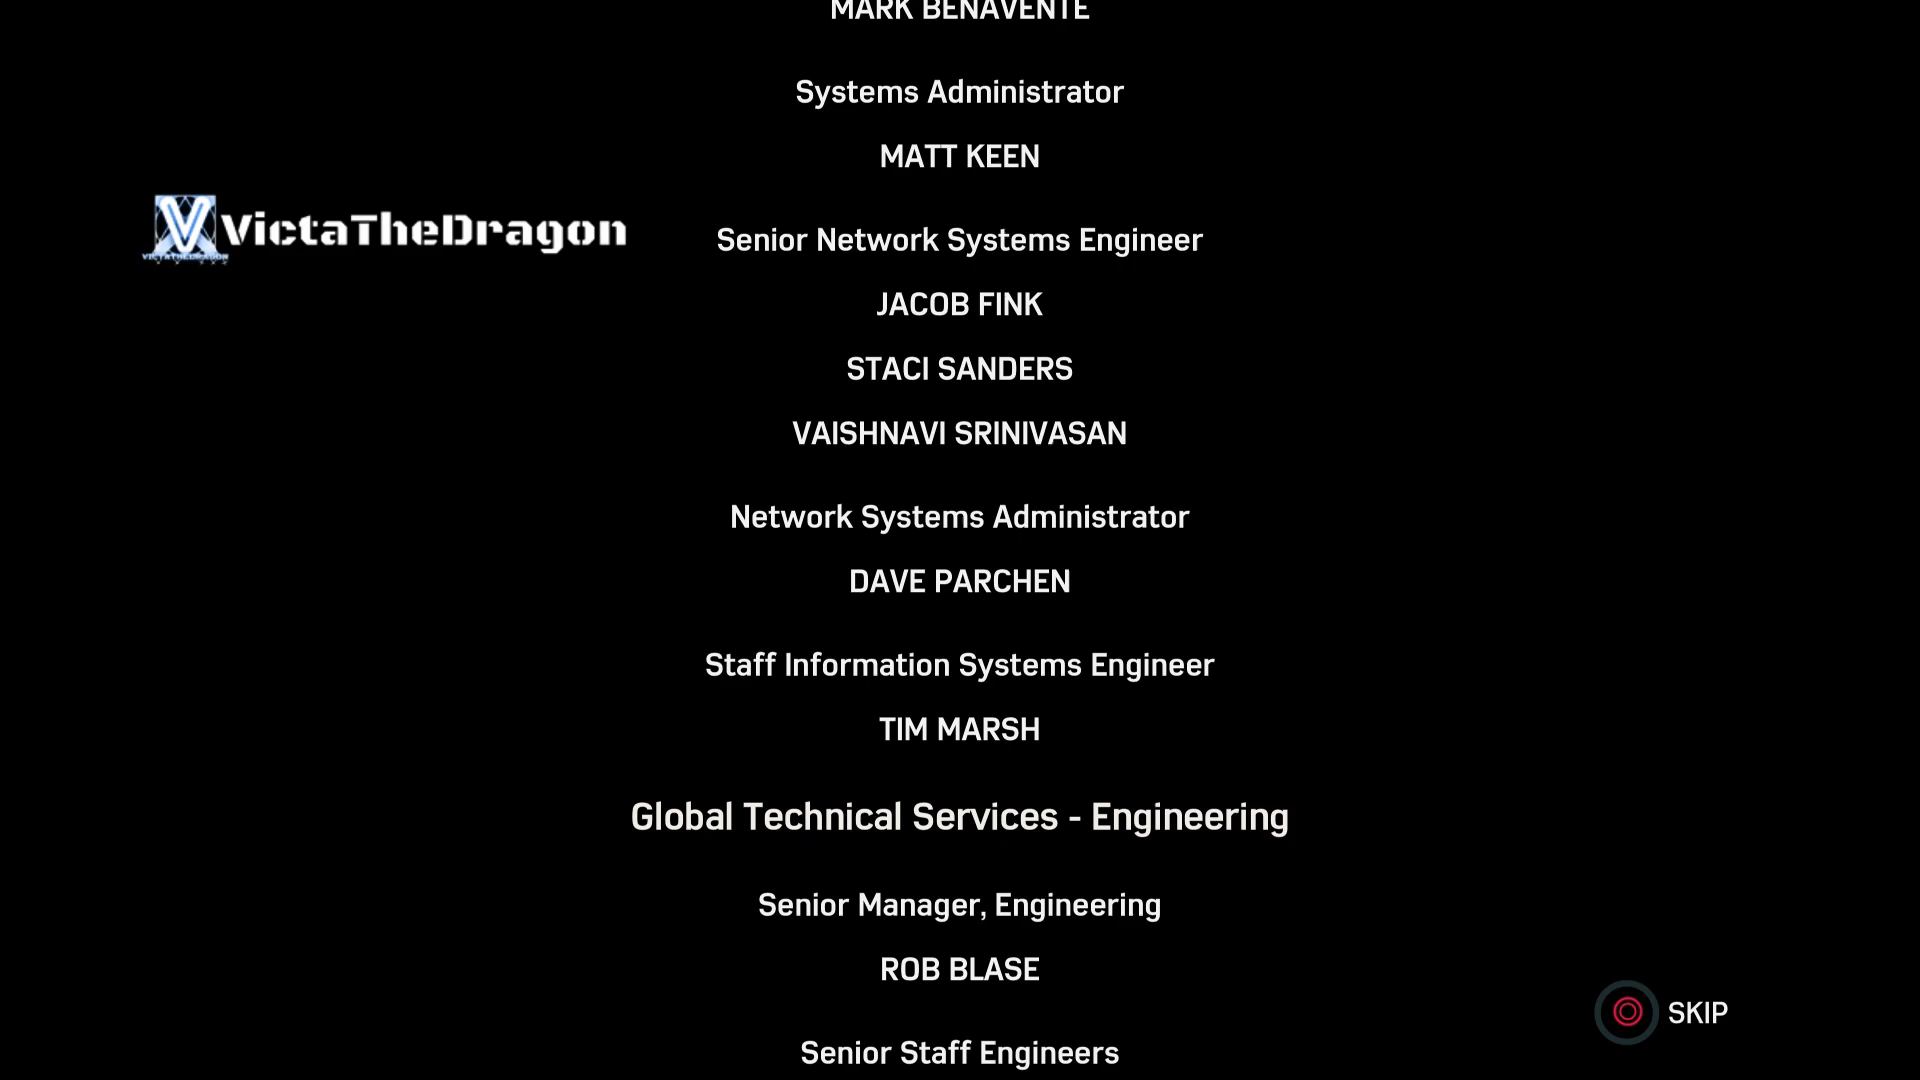 MARK BENAVENTE
Systems Administrator
MATT KEEN
VictaTheDragon
VICTATHEDRAGON
Senior Network Systems Engineer
JACOB FINK
STACI SANDERS
VAISHNAVI SRINIVASAN
Network Systems Administrator
DAVE PARCHEN
Staff Information Systems Engineer
TIM MARSH
Global Technical Services - Engineering
Senior Manager, Engineering
ROB BLASE
SKIP
Senior Staff Engineers